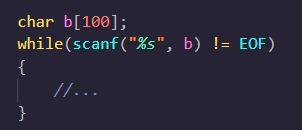 char b[100];
while(scanf("%s", b) != EOF)
{
    //...
}